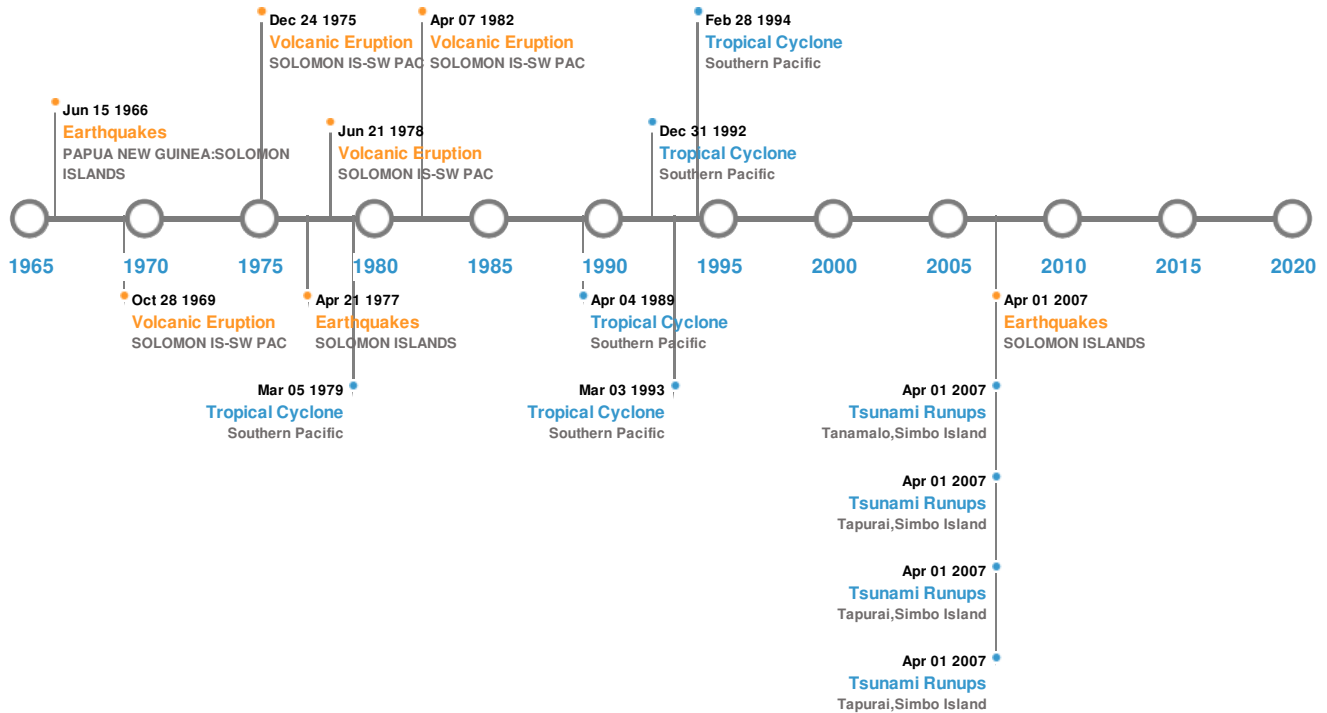 Dec 24 1975
Volcanic Eruption
SOLOMON IS-SW PAC
Apr 07 1982
Volcanic Eruption
SOLOMON IS-SW PAC
Feb 28 1994
Tropical Cyclone
Southern Pacific
Jun 15 1966
Earthquakes
PAPUA NEW GUINEA:SOLOMON
ISLANDS
Jun 21 1978
Volcanic Eruption
SOLOMON IS-SW PAC
Dec 31 1992
Tropical Cyclone
Southern Pacific
1965 1970 1975 1980 1985 1990 1995 2000 2005 2010 2015 2020
Oct 28 1969
Volcanic Eruption
SOLOMON IS-SW PAC
Apr 21 1977
Earthquakes
SOLOMON ISLANDS
Apr 04 1989
Tropical Cyclone
Southern Pacific
Apr 01 2007
Earthquakes
SOLOMON ISLANDS
Mar 05 1979
Tropical Cyclone
Southern Pacific
Mar 03 1993
Tropical Cyclone
Southern Pacific
Apr 01 2007
Tsunami Runups
Tanamalo,Simbo Island
Apr 01 2007
Tsunami Runups
Tapurai,Simbo Island
Apr 01 2007
Tsunami Runups
Tapurai,Simbo Island
Apr 01 2007
Tsunami Runups
Tapurai,Simbo Island